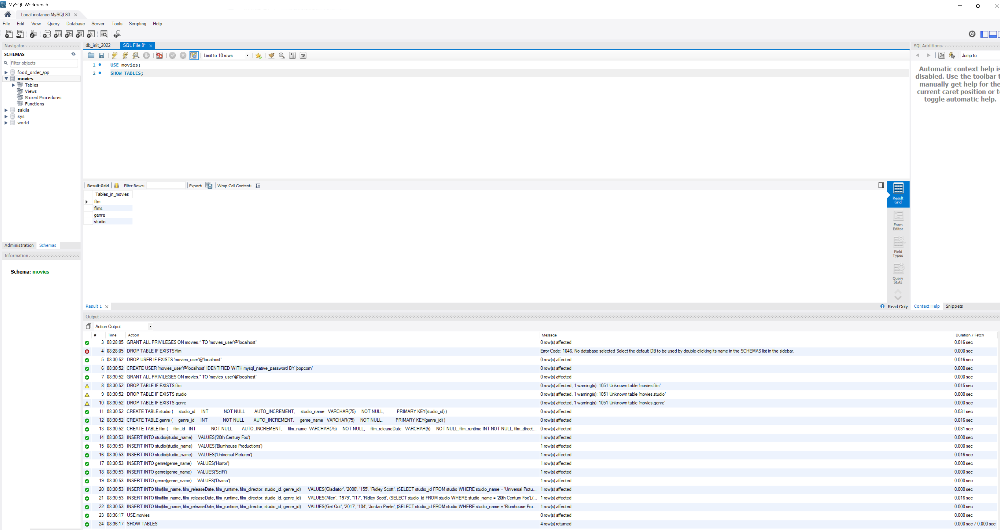 MySQL Workbench
Local instance MySQL80
File Edit View Query Database Server Tools Scripting Help
Navigator
SCHEMAS
Filter objects
food_order_app
movies
Tables
Views
Stored Procedures
Functions
sakila
sys
world
Administration Schemas
Information
Schema: movies
db_init_2022 SQL File 8*
Limit to 10 rows
1 USE movies;
2 SHOW TABLES;
Result Grid Filter Rows: Export: Wrap Cell Content:
Tables_in_movies
film
films
genre
studio
Result
Grid
Form
Editor
Field
Types
Query
Stats
Result 1 Read Only
SQLAdditions
Jump to
Automatic context help is
disabled. Use the toolbar t
manually get help for the
current caret position or t
toggle automatic help.
Context Help Snippets
Output
Action Output
# Time Action Message Duration / Fetch
3 08:28:05 GRANT ALL PRIVILEGES ON movies.* TO 'movies_user'@'localhost' 0 row(s) affected 0.016 sec
4 08:28:05 DROP TABLE IF EXISTS film Error Code: 1046. No database selected Select the default DB to be used by double-clicking its name in the SCHEMAS list in the sidebar. 0.000 sec
5 08:30:52 DROP USER IF EXISTS 'movies_user'@'localhost' 0 row(s) affected 0.016 sec
6 08:30:52 CREATE USER 'movies_user'@'localhost' IDENTIFIED WITH mysql_native_password BY 'popcorn' 0 row(s) affected 0.000 sec
7 08:30:52 GRANT ALL PRIVILEGES ON movies.* TO 'movies_user'@'localhost' 0 row(s) affected 0.000 sec
8 08:30:52 DROP TABLE IF EXISTS film 0 row(s) affected, 1 warning(s): 1051 Unknown table 'movies.film' 0.015 sec
9 08:30:52 DROP TABLE IF EXISTS studio 0 row(s) affected, 1 warning(s): 1051 Unknown table 'movies.studio' 0.000 sec
10 08:30:52 DROP TABLE IF EXISTS genre 0 row(s) affected, 1 warning(s): 1051 Unknown table 'movies.genre' 0.000 sec
11 08:30:52 CREATE TABLE studio ( studio_id INT NOT NULL AUTO_INCREMENT, studio_name VARCHAR(75) NOT NULL, PRIMARY KEY(studio_id) ) 0 row(s) affected 0.031 sec
12 08:30:52 CREATE TABLE genre ( genre_id INT NOT NULL AUTO_INCREMENT, genre_name VARCHAR(75) NOT NULL, PRIMARY KEY(genre_id) ) 0 row(s) affected 0.016 sec
13 08:30:52 CREATE TABLE film ( film_id INT NOT NULL AUTO_INCREMENT, film_name VARCHAR(75) NOT NULL, film_releaseDate VARCHAR(5) NOT NULL, film_runtime INT NOT NULL, film_direct... 0 row(s) affected 0.031 sec
14 08:30:53 INSERT INTO studio(studio_name) VALUES('20th Century Fox') 1 row(s) affected 0.000 sec
15 08:30:53 INSERT INTO studio(studio_name) VALUES('Blumhouse Productions') 1 row(s) affected 0.000 sec
16 08:30:53 INSERT INTO studio(studio_name) VALUES('Universal Pictures') 1 row(s) affected 0.016 sec
17 08:30:53 INSERT INTO genre(genre_name) VALUES('Horror') 1 row(s) affected 0.000 sec
18 08:30:53 INSERT INTO genre(genre_name) VALUES('SciFi') 1 row(s) affected 0.000 sec
19 08:30:53 INSERT INTO genre(genre_name) VALUES('Drama') 1 row(s) affected 0.000 sec
20 08:30:53 INSERT INTO film(film_name, film_releaseDate, film_runtime, film_director, studio_id, genre_id) VALUES('Gladiator', '2000', '155', 'Ridley Scott', (SELECT studio_id FROM studio WHERE studio_name = 'Universal Pictu... 1 row(s) affected 0.000 sec
21 08:30:53 INSERT INTO film(film_name, film_releaseDate, film_runtime, film_director, studio_id, genre_id) VALUES('Alien', '1979', '117', 'Ridley Scott', (SELECT studio_id FROM studio WHERE studio_name = '20th Century Fox'),(... 1 row(s) affected 0.016 sec
22 08:30:53 INSERT INTO film(film_name, film_releaseDate, film_runtime, film_director, studio_id, genre_id) VALUES('Get Out', '2017', '104', 'Jordan Peele', (SELECT studio_id FROM studio WHERE studio_name = 'Blumhouse Pro... 1 row(s) affected 0.000 sec
23 08:36:17 USE movies 0 row(s) affected 0.000 sec
24 08:36:17 SHOW TABLES 4 row(s) returned 0.000 sec / 0.000 sec